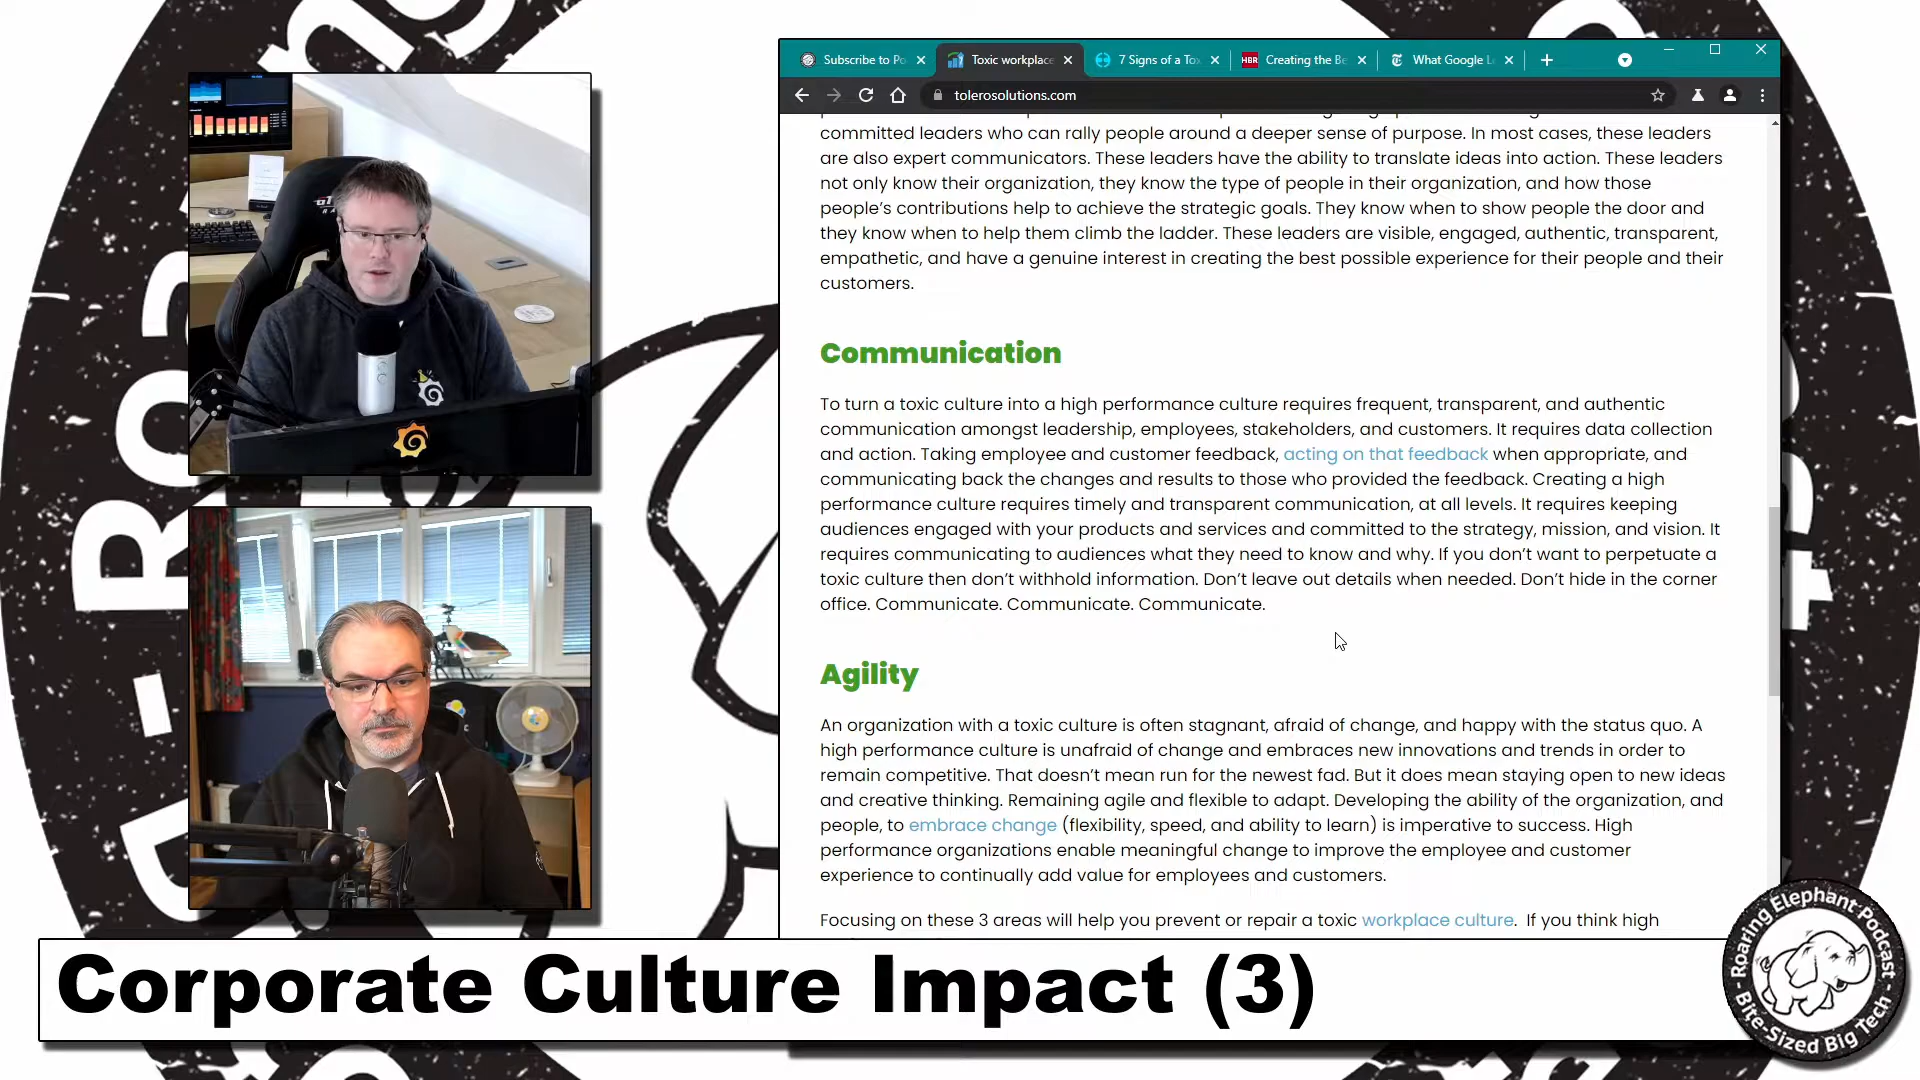 Subscribe to Po
Toxic workplace
7 Signs of a Tox
HBR
Creating the Be
What Google Le
tolerosolutions.com
committed leaders who can rally people around a deeper sense of purpose. In most cases, these leaders
are also expert communicators. These leaders have the ability to translate ideas into action. These leaders
not only know their organization, they know the type of people in their organization, and how those
people’s contributions help to achieve the strategic goals. They know when to show people the door and
they know when to help them climb the ladder. These leaders are visible, engaged, authentic, transparent,
empathetic, and have a genuine interest in creating the best possible experience for their people and their
customers.
Communication
To turn a toxic culture into a high performance culture requires frequent, transparent, and authentic
communication amongst leadership, employees, stakeholders, and customers. It requires data collection
and action. Taking employee and customer feedback, acting on that feedback when appropriate, and
communicating back the changes and results to those who provided the feedback. Creating a high
performance culture requires timely and transparent communication, at all levels. It requires keeping
audiences engaged with your products and services and committed to the strategy, mission, and vision. It
requires communicating to audiences what they need to know and why. If you don’t want to perpetuate a
toxic culture then don’t withhold information. Don’t leave out details when needed. Don’t hide in the corner
office. Communicate. Communicate. Communicate.
Agility
An organization with a toxic culture is often stagnant, afraid of change, and happy with the status quo. A
high performance culture is unafraid of change and embraces new innovations and trends in order to
remain competitive. That doesn’t mean run for the newest fad. But it does mean staying open to new ideas
and creative thinking. Remaining agile and flexible to adapt. Developing the ability of the organization, and
people, to embrace change (flexibility, speed, and ability to learn) is imperative to success. High
performance organizations enable meaningful change to improve the employee and customer
experience to continually add value for employees and customers.
Focusing on these 3 areas will help you prevent or repair a toxic workplace culture. If you think high
Corporate Culture Impact (3)
- Roaring Elephant Podcast -
Bite-Sized Big Tech